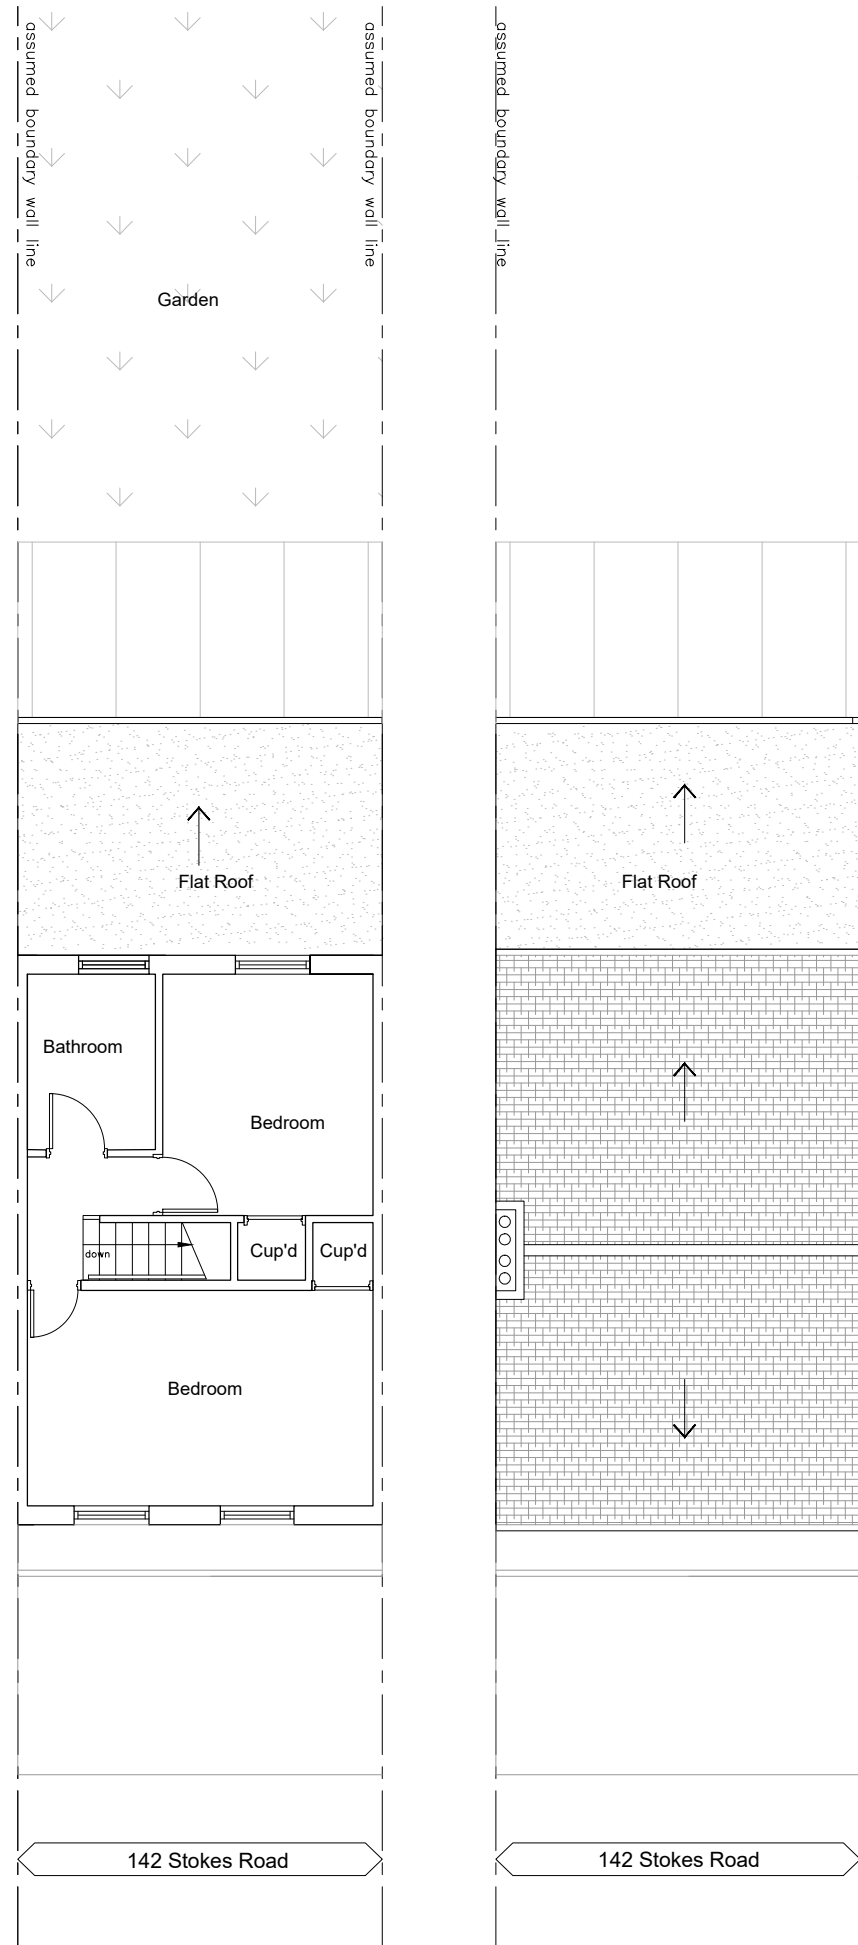 assumed boundary wall line
assumed boundary wall line
assumed boundary wall line
Garden
Flat Roof
Flat Roof
Bathroom
Bedroom
down
Cup'd
Cup'd
Bedroom
142 Stokes Road
142 Stokes Road